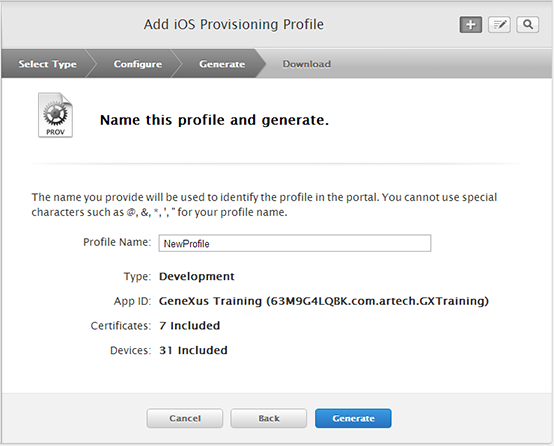 Add iOS Provisioning Profile
Select Type Configure Generate Download
PROV
Name this profile and generate.
The name you provide will be used to identify the profile in the portal. You cannot use special
characters such as @, &, *, ', " for your profile name.
Profile Name: NewProfile
Type: Development
App ID: GeneXus Training (63M9G4LQBK.com.artech.GXTraining)
Certificates: 7 Included
Devices: 31 Included
Cancel Back Generate